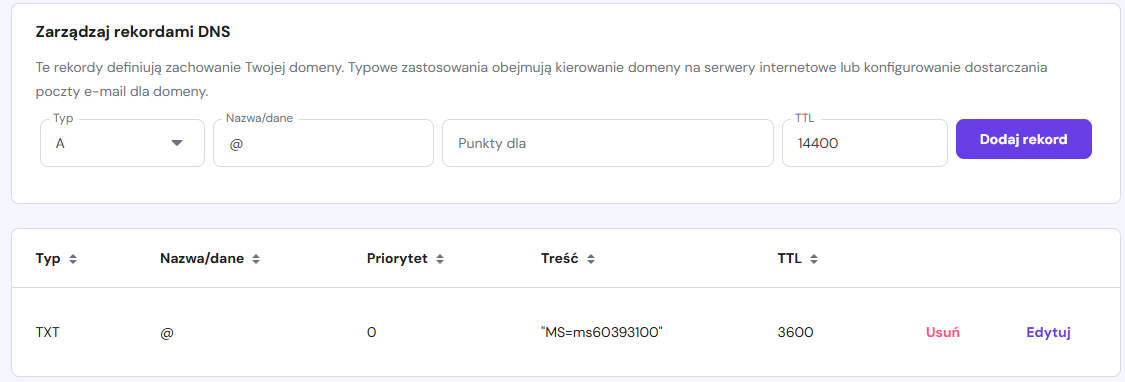 Zarządzaj rekordami DNS
Te rekordy definiują zachowanie Twojej domeny. Typowe zastosowania obejmują kierowanie domeny na serwery internetowe lub konfigurowanie dostarczania
poczty e-mail dla domeny.
Typ Nazwa/dane TTL
A @ Punkty dla 14400 Dodaj rekord
Typ Nazwa/dane Priorytet Treść TTL
TXT @ 0 "MS=ms60393100" 3600 Usuń Edytuj